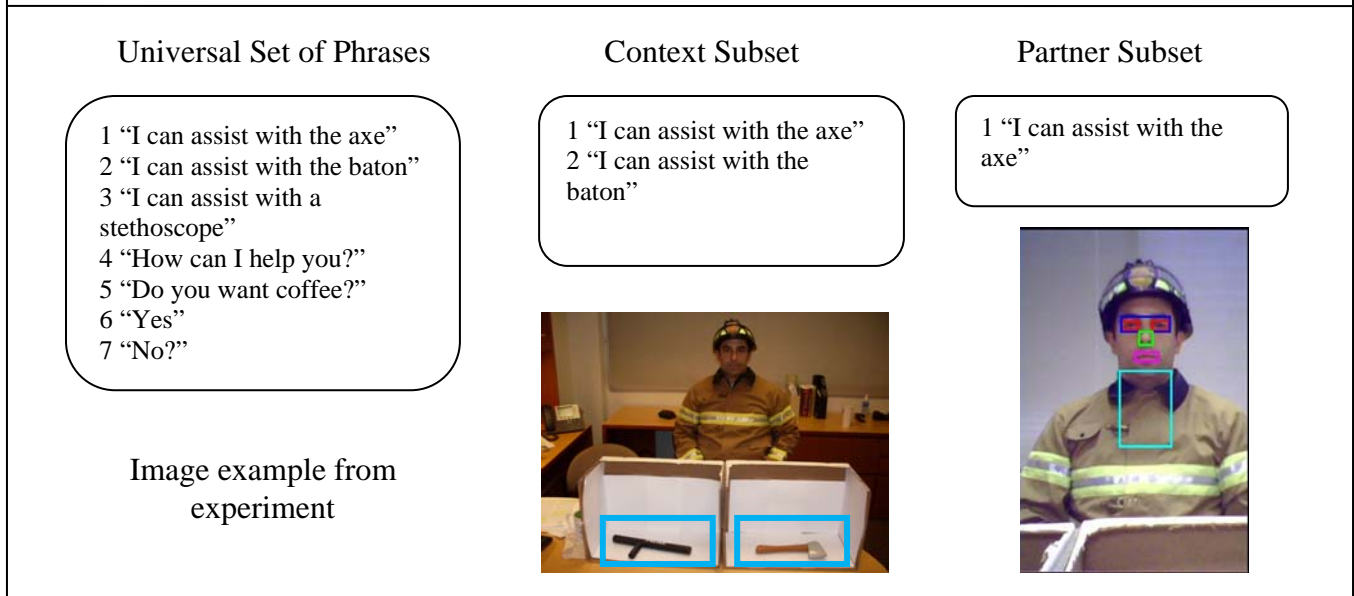 Universal Set of Phrases
1 “I can assist with the axe”
2 “I can assist with the baton”
3 “I can assist with a
stethoscope”
4 “How can I help you?”
5 “Do you want coffee?”
6 “Yes”
7 “No?”
Image example from
experiment
Context Subset
1 “I can assist with the axe”
2 “I can assist with the
baton”
Partner Subset
1 “I can assist with the
axe”